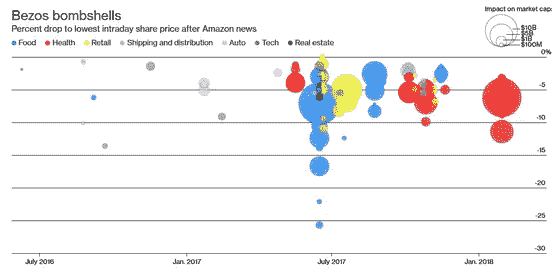 Bezos bombshells
Percent drop to lowest intraday share price after Amazon news
Food Health Retail Shipping and distribution Auto Tech Real estate
Impact on market cap:
$10B
$5B
$1B
$100M
0%
-5
-10
-15
-20
-25
-30
July 2016 Jan. 2017 July 2017 Jan. 2018